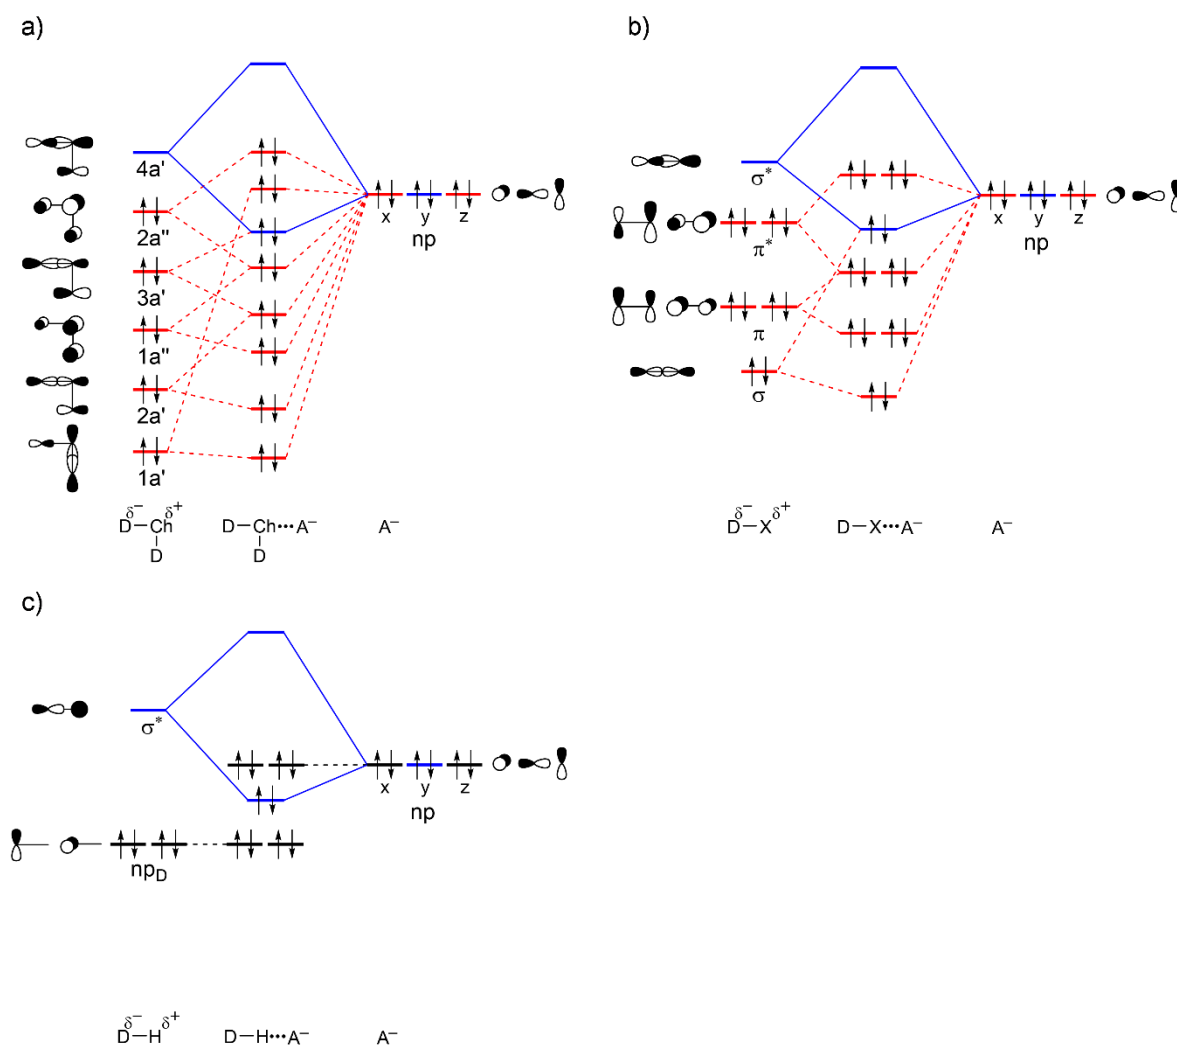 a)
4a'
2a"
3a'
1a"
2a'
1a'
x y z
np
δ− δ+
D—Ch
D
D—Ch•••A−
D
A−
b)
σ*
π*
π
σ
x y z
np
δ− δ+
D—X
D—X•••A−
A−
c)
σ*
x y z
np
npD
δ− δ+
D—H
D—H•••A−
A−